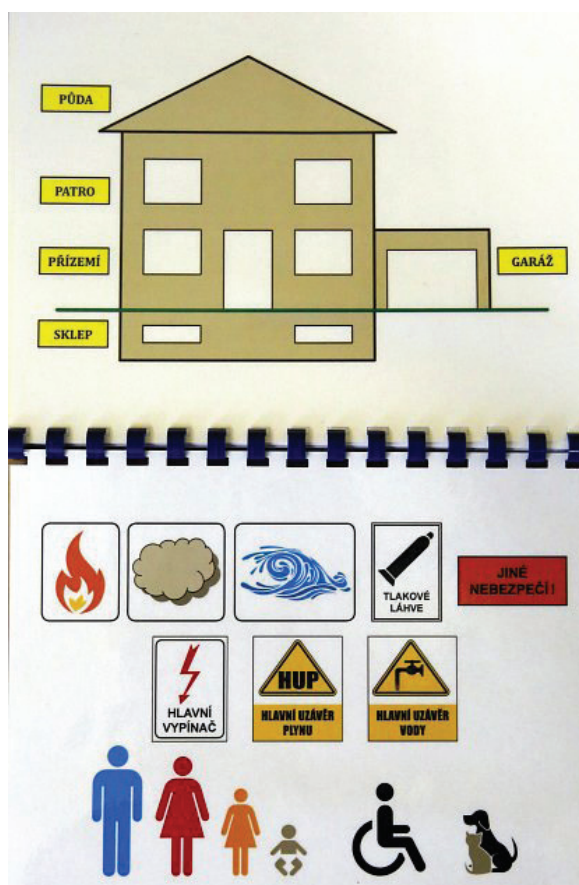 PŮDA
PATRO
PŘÍZEMÍ
GARÁŽ
SKLEP
TLAKOVÉ
LÁHVE
JINÉ
NEBEZPEČÍ!
HLAVNÍ
VYPÍNAČ
HUP
HLAVNÍ UZÁVĚR
PLYNU
HLAVNÍ UZÁVĚR
VODY